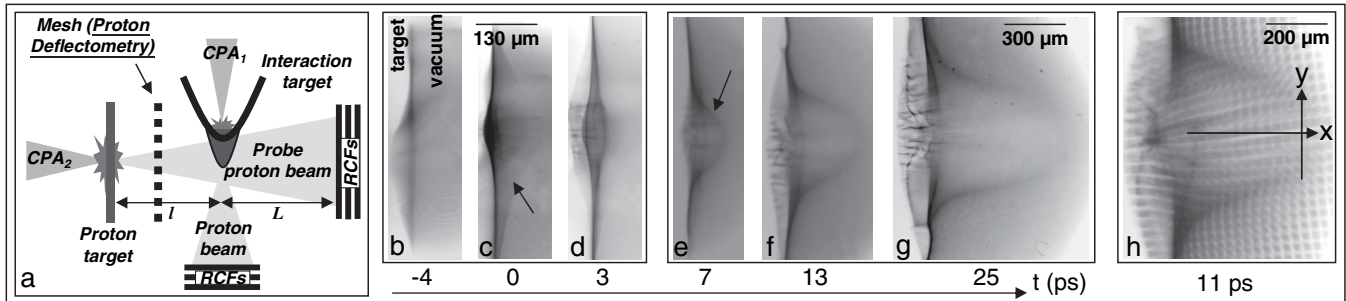 Mesh (Proton
Deflectometry)
CPA1
Interaction
target
CPA2
Probe
proton beam
RCFs
l
L
Proton
target
Proton
beam
RCFs
a
target
vacuum
b
130 µm
c
d
-4
0
3
e
f
300 µm
g
7
13
25
t (ps)
200 µm
y
x
h
11 ps